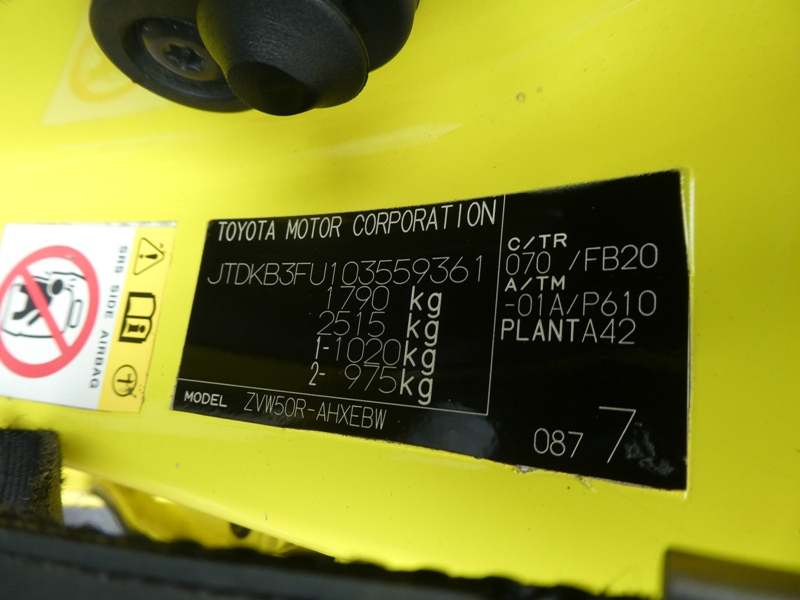 TOYOTA MOTOR CORPORATION
JTDKB3FU103559361
1790 kg
2515 kg
1-1020kg
2- 975kg
MODEL ZVW50R-AHXEBW
C/TR
070 /FB20
A/TM
-01A/P610
PLANTA42
087 7
SRS SIDE AIRBAG